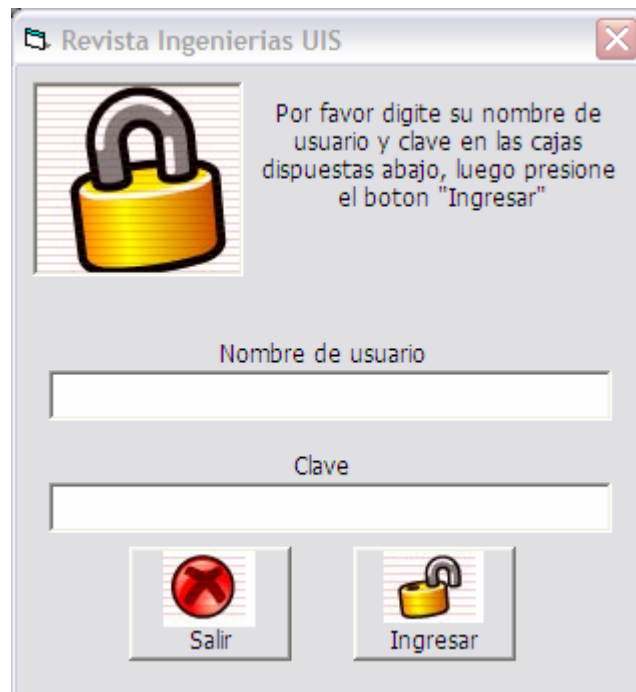 Revista Ingenierias UIS
Por favor digite su nombre de
usuario y clave en las cajas
dispuestas abajo, luego presione
el boton "Ingresar"
Nombre de usuario
Clave
Salir
Ingresar